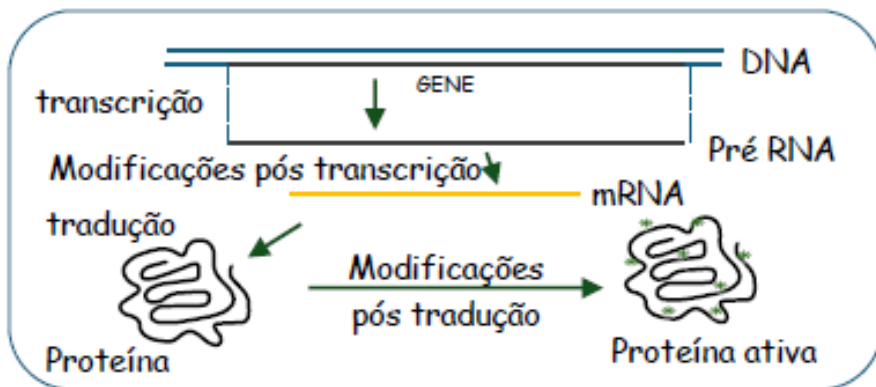 DNA
GENE
transcrição
Pré RNA
Modificações pós transcrição
mRNA
tradução
Modificações
pós tradução
Proteína
Proteína ativa